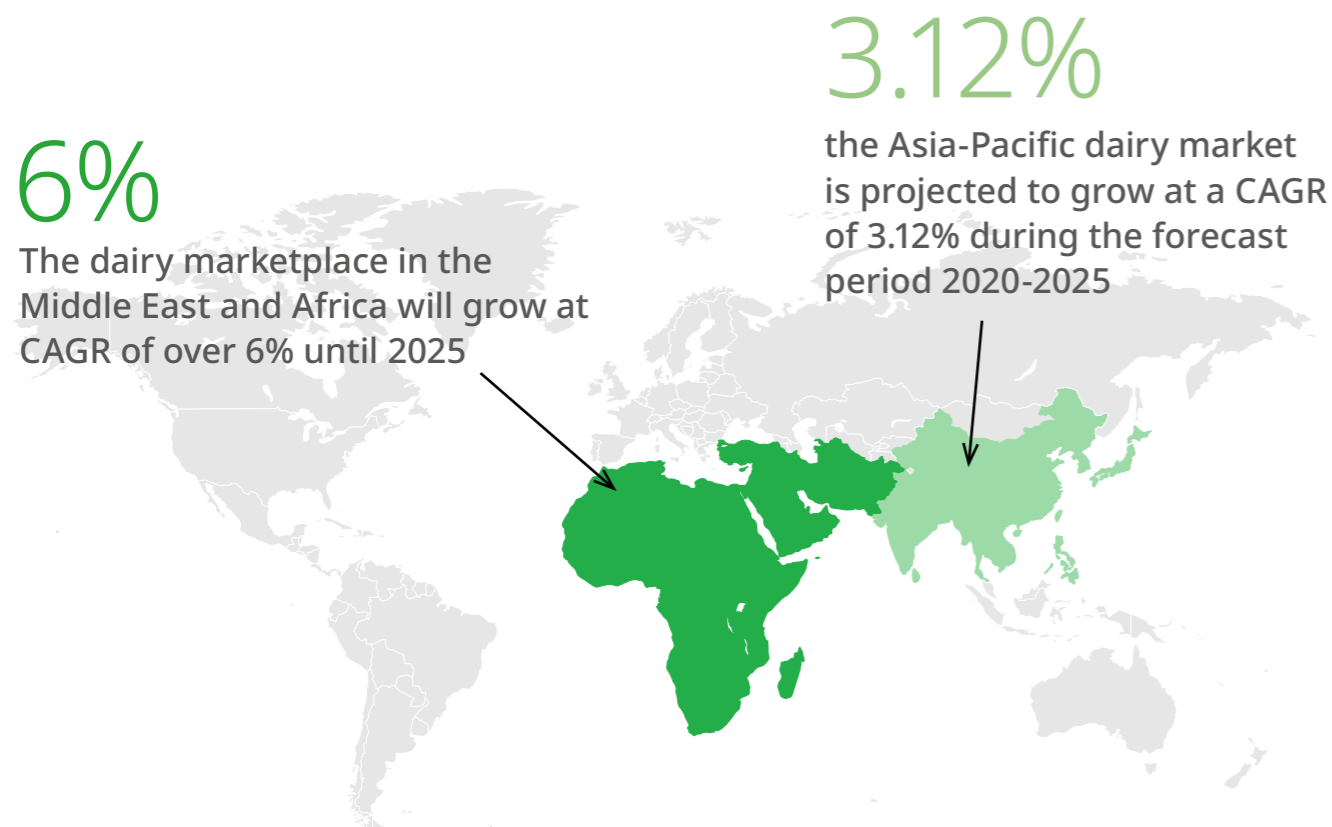 6%
The dairy marketplace in the
Middle East and Africa will grow at
CAGR of over 6% until 2025
3.12%
the Asia-Pacific dairy market
is projected to grow at a CAGR
of 3.12% during the forecast
period 2020-2025